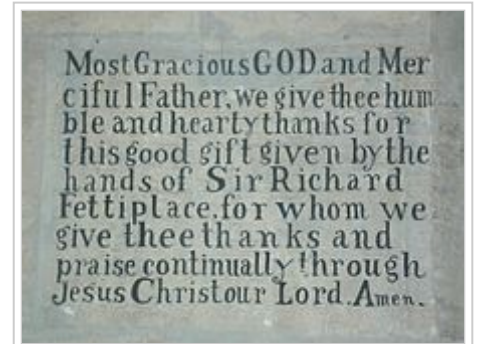 Most Gracious GOD and Mer
ciful Father, we give thee hum
ble and hearty thanks for
this good gift given by the
hands of Sir Richard
Fettiplace, for whom we
give thee thanks and
praise continually through
Jesus Christ our Lord. Amen.